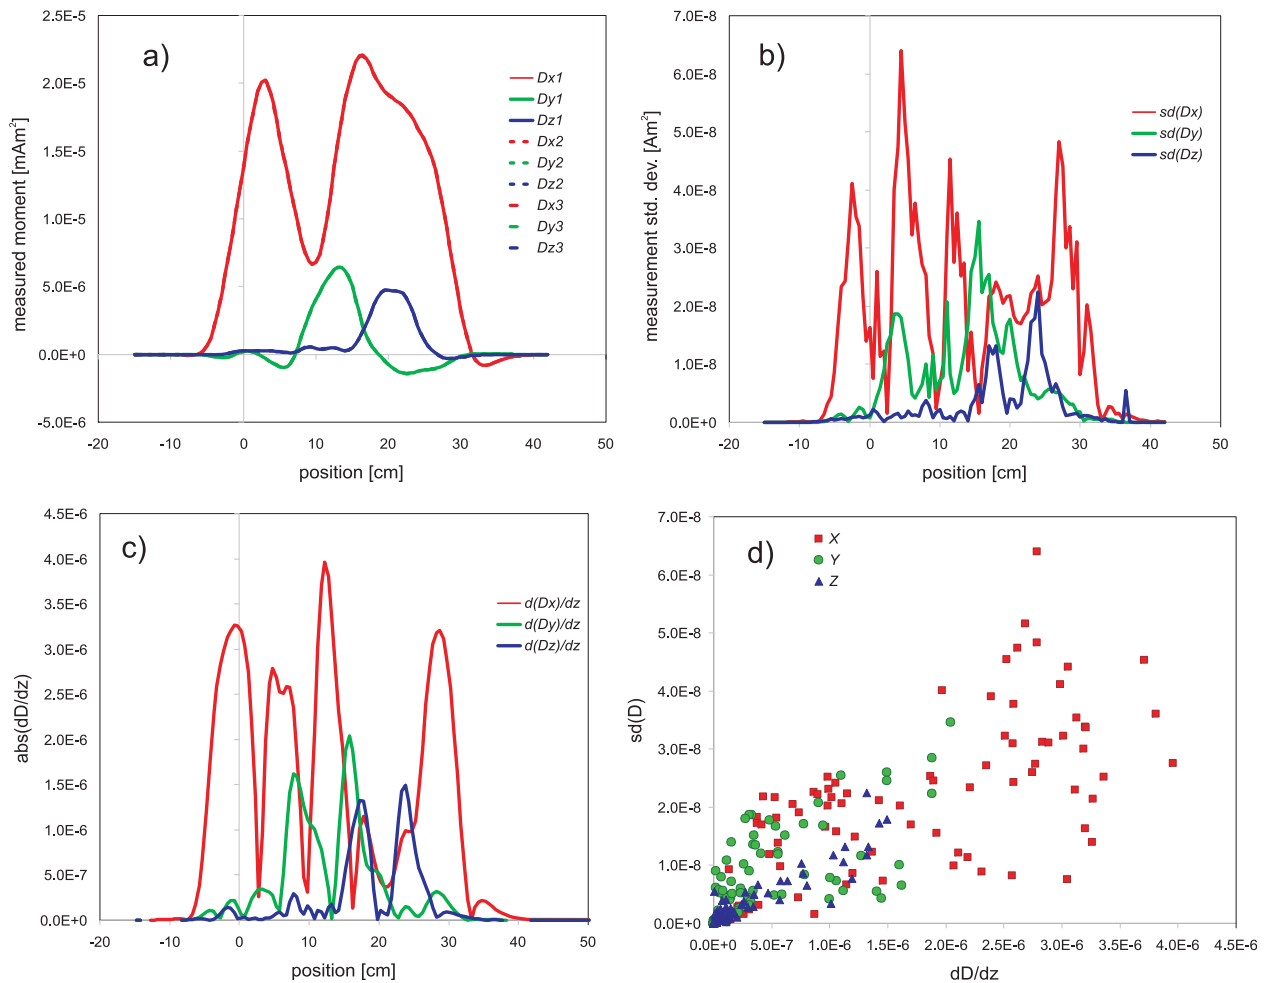 a)
measured moment [mAm²]
2.5E-5
2.0E-5
1.5E-5
1.0E-5
5.0E-6
0.0E+0
-5.0E-6
-20 -10 0 10 20 30 40 50
position [cm]
Dx1
Dy1
Dz1
Dx2
Dy2
Dz2
Dx3
Dy3
Dz3
b)
measurement std. dev. [Am²]
7.0E-8
6.0E-8
5.0E-8
4.0E-8
3.0E-8
2.0E-8
1.0E-8
0.0E+0
-20 -10 0 10 20 30 40 50
position [cm]
sd(Dx)
sd(Dy)
sd(Dz)
c)
abs(dD/dz)
4.5E-6
4.0E-6
3.5E-6
3.0E-6
2.5E-6
2.0E-6
1.5E-6
1.0E-6
5.0E-7
0.0E+0
-20 -10 0 10 20 30 40 50
position [cm]
d(Dx)/dz
d(Dy)/dz
d(Dz)/dz
d)
sd(D)
7.0E-8
6.0E-8
5.0E-8
4.0E-8
3.0E-8
2.0E-8
1.0E-8
0.0E+0
0.0E+0 5.0E-7 1.0E-6 1.5E-6 2.0E-6 2.5E-6 3.0E-6 3.5E-6 4.0E-6 4.5E-6
dD/dz
X
Y
Z